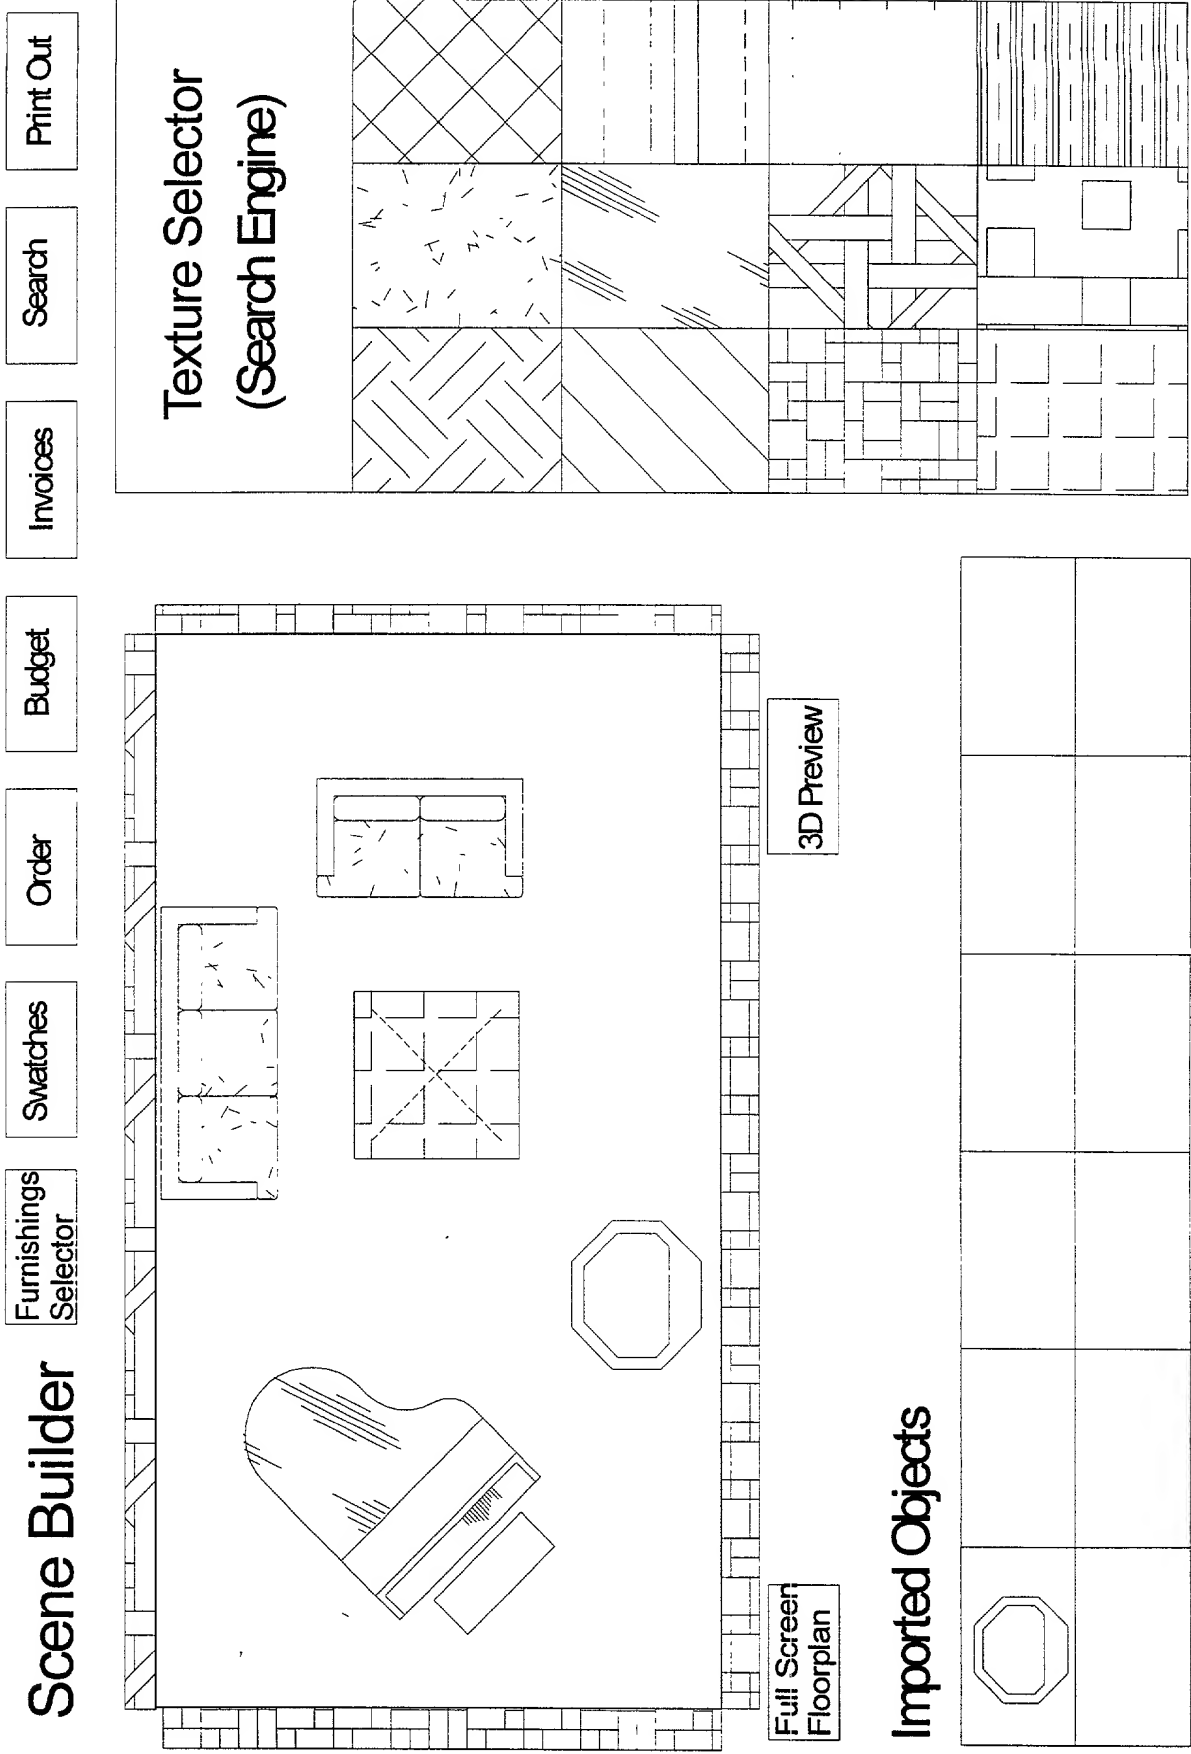 Scene Builder
Furnishings
Selector
Swatches
Order
Budget
Invoices
Search
Print Out
Texture Selector
(Search Engine)
Full Screen
Floorplan
3D Preview
Imported Objects